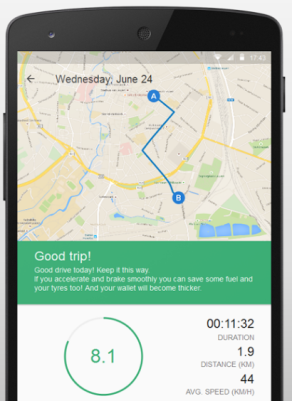 17:43
Wednesday, June 24
A
B
Good trip!
Good drive today! Keep it this way.
If you accelerate and brake smoothly you can save some fuel and
your tyres too! And your wallet will become thicker.
8.1
00:11:32
DURATION
1.9
DISTANCE (KM)
44
AVG. SPEED (KM/H)